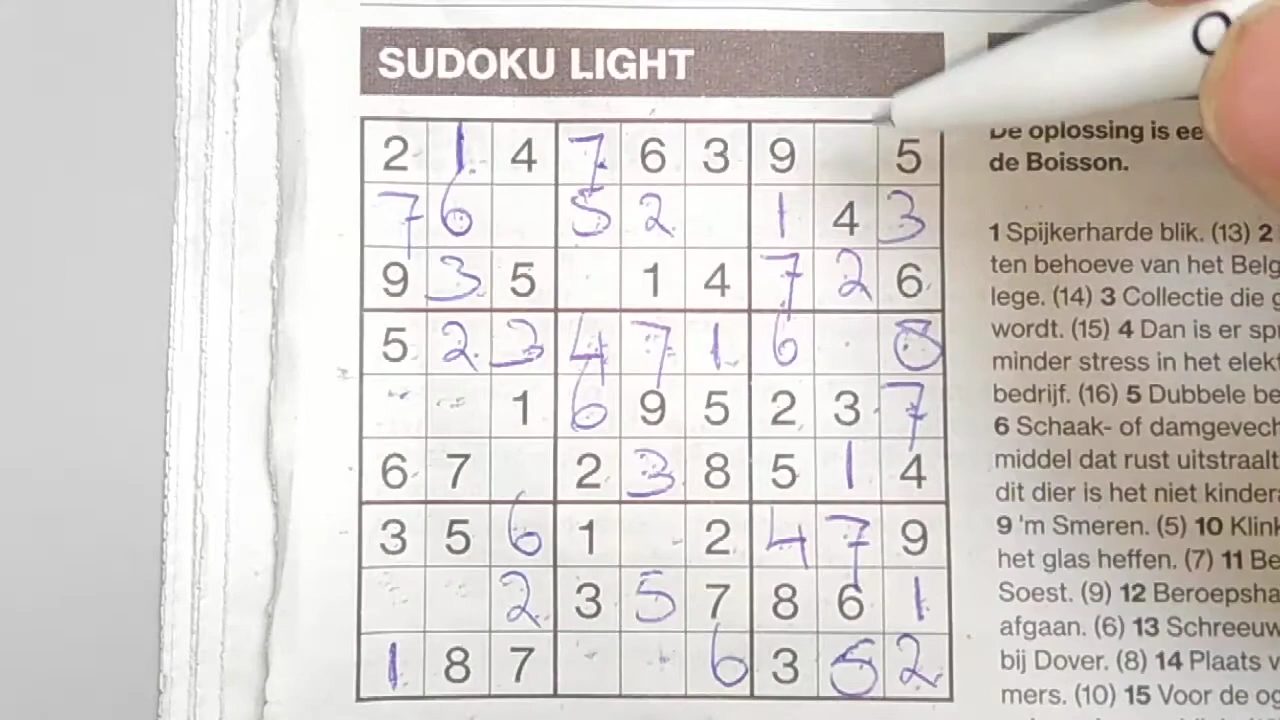 SUDOKU LIGHT
2 1 4 7 6 3 9 5
7 6 5 2 1 4 3
9 3 5 1 4 7 2 6
5 2 3 4 7 1 6 8
1 6 9 5 2 3 7
6 7 2 3 8 5 1 4
3 5 6 1 2 4 7 9
2 3 5 7 8 6 1
1 8 7 6 3 5 2
De oplossing is ee
de Boisson.
1 Spijkerharde blik. (13) 2
ten behoeve van het Belg
lege. (14) 3 Collectie die g
wordt. (15) 4 Dan is er sp
minder stress in het elekt
bedrijf. (16) 5 Dubbele be
6 Schaak- of damgevech
middel dat rust uitstraalt
dit dier is het niet kinder
9 'm Smeren. (5) 10 Klink
het glas heffen. (7) 11 Be
Soest. (9) 12 Beroepsha
afgaan. (6) 13 Schreeuw
bij Dover. (8) 14 Plaats v
mers. (10) 15 Voor de og